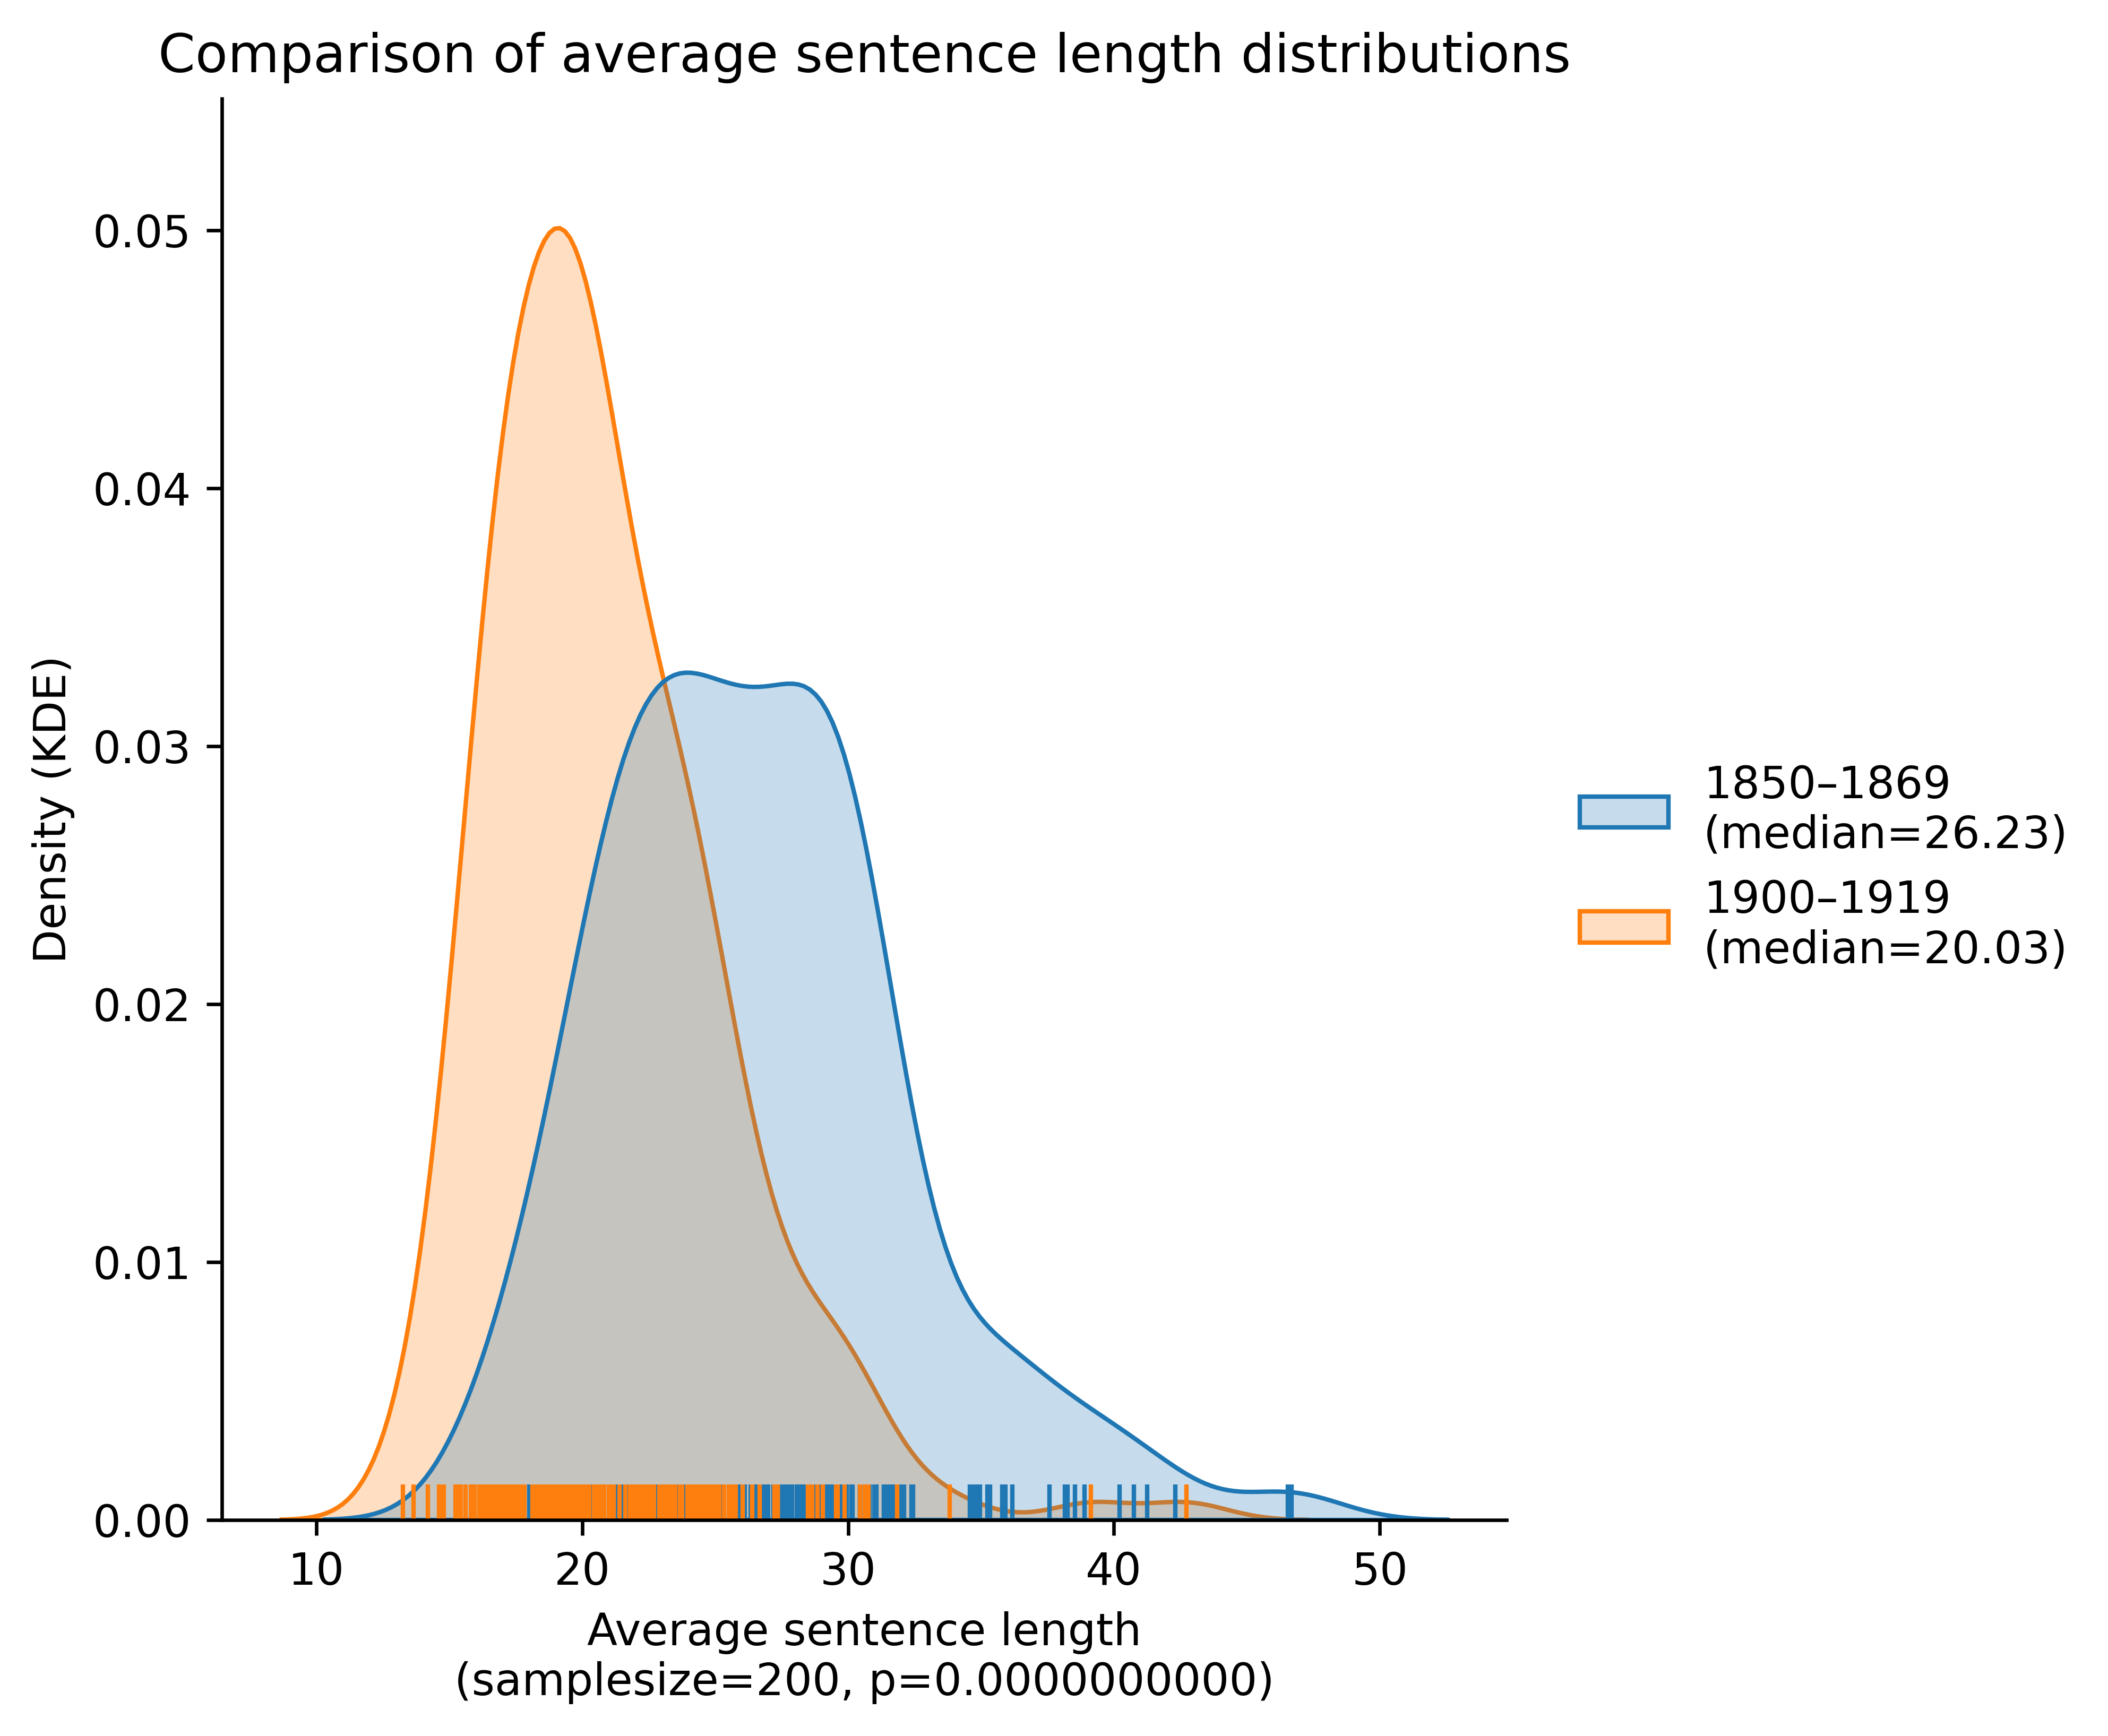 Comparison of average sentence length distributions
0.05
0.04
0.03
0.02
0.01
0.00
Density (KDE)
10 20 30 40 50
Average sentence length
(samplesize=200, p=0.0000000000)
1850–1869
(median=26.23)
1900–1919
(median=20.03)